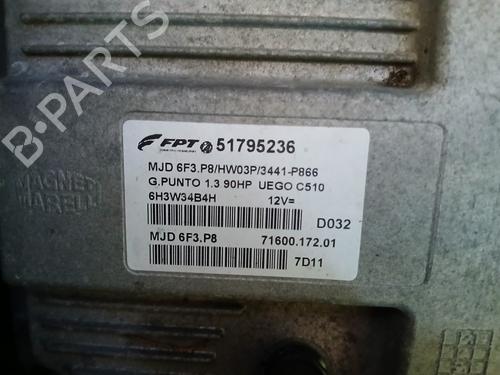 FPT 51795236
MJD 6F3.P8/HW03P/3441-P866
G.PUNTO 1.3 90HP UEGO C510
6H3W34B4H 12V=
D032
MJD 6F3.P8 71600.172.01
7D11
MAGNETI
MARELLI
B-PARTS